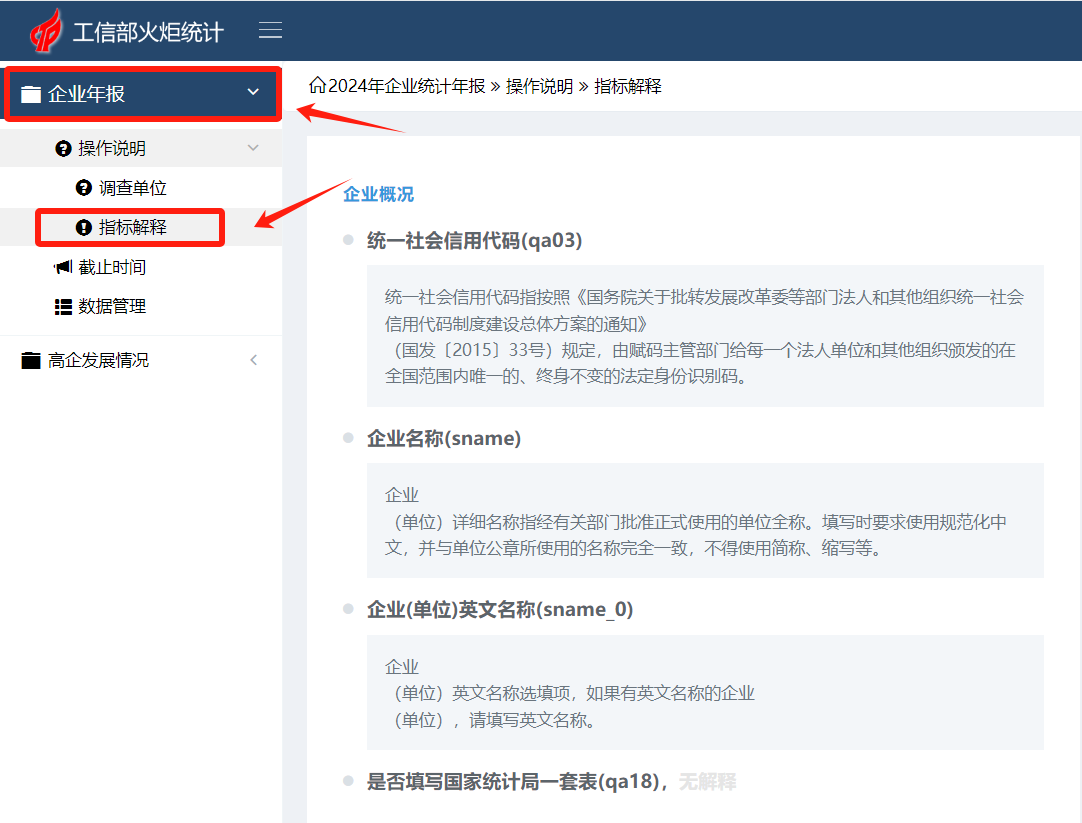 工信部火炬统计
企业年报
2024年企业统计年报 » 操作说明 » 指标解释
操作说明
调查单位
指标解释
截止时间
数据管理
高企发展情况
企业概况
统一社会信用代码(qa03)
统一社会信用代码指按照《国务院关于批转发展改革委等部门法人和其他组织统一社会
信用代码制度建设总体方案的通知》
（国发〔2015〕33号）规定，由赋码主管部门给每一个法人单位和其他组织颁发的在
全国范围内唯一的、终身不变的法定身份识别码。
企业名称(sname)
企业
（单位）详细名称指经有关部门批准正式使用的单位全称。填写时要求使用规范化中
文，并与单位公章所使用的名称完全一致，不得使用简称、缩写等。
企业(单位)英文名称(sname_0)
企业
（单位）英文名称选填项，如果有英文名称的企业
（单位），请填写英文名称。
是否填写国家统计局一套表(qa18)，无解释